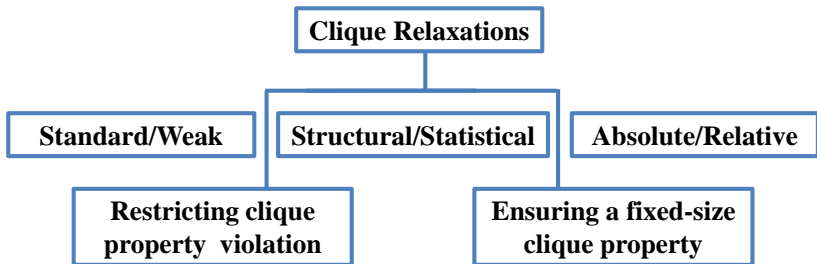 Clique Relaxations
Standard/Weak
Structural/Statistical
Absolute/Relative
Restricting clique
property violation
Ensuring a fixed-size
clique property